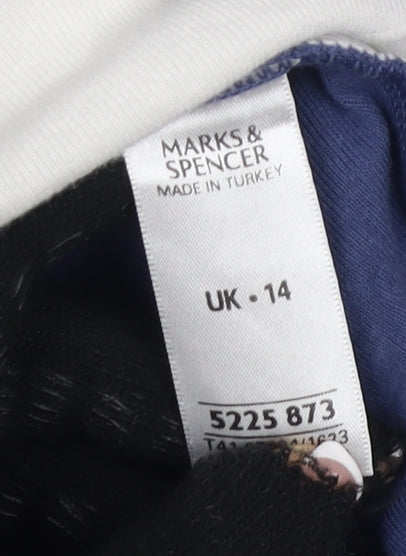 MARKS &
SPENCER
MADE IN TURKEY
UK • 14
5225 873